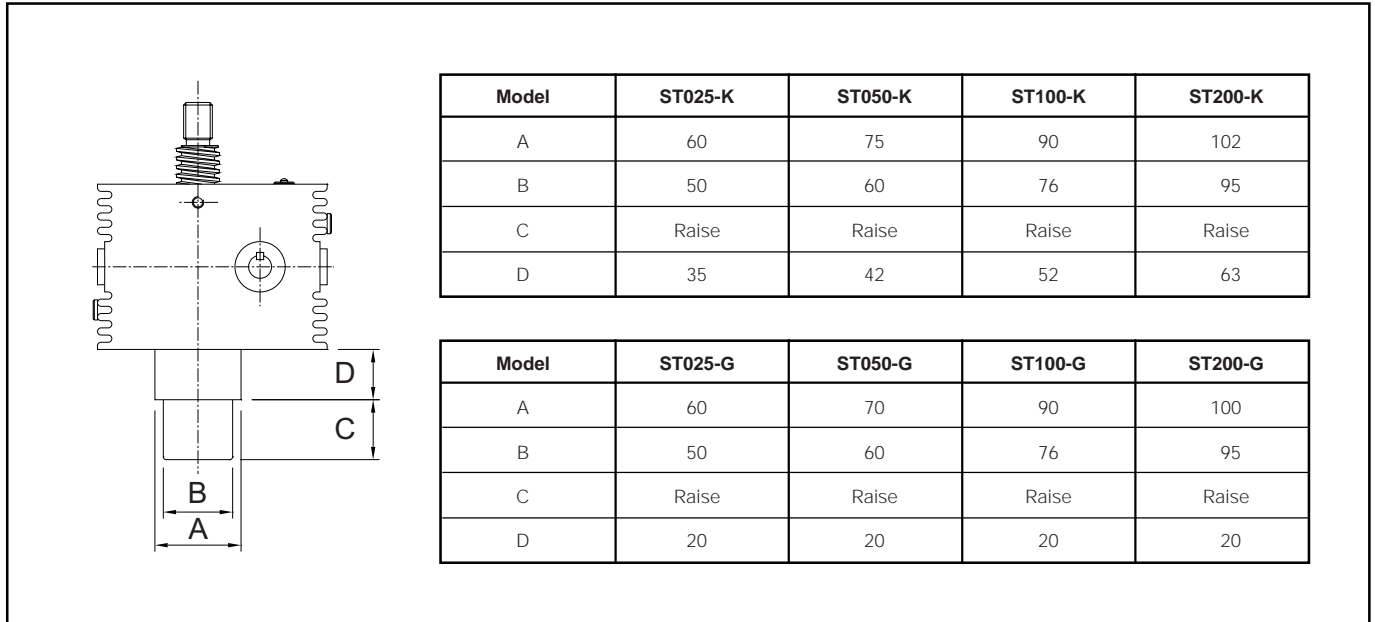 Model ST025-K ST050-K ST100-K ST200-K
A 60 75 90 102
B 50 60 76 95
C Raise Raise Raise Raise
D 35 42 52 63
Model ST025-G ST050-G ST100-G ST200-G
A 60 70 90 100
B 50 60 76 95
C Raise Raise Raise Raise
D 20 20 20 20
D
C
B
A